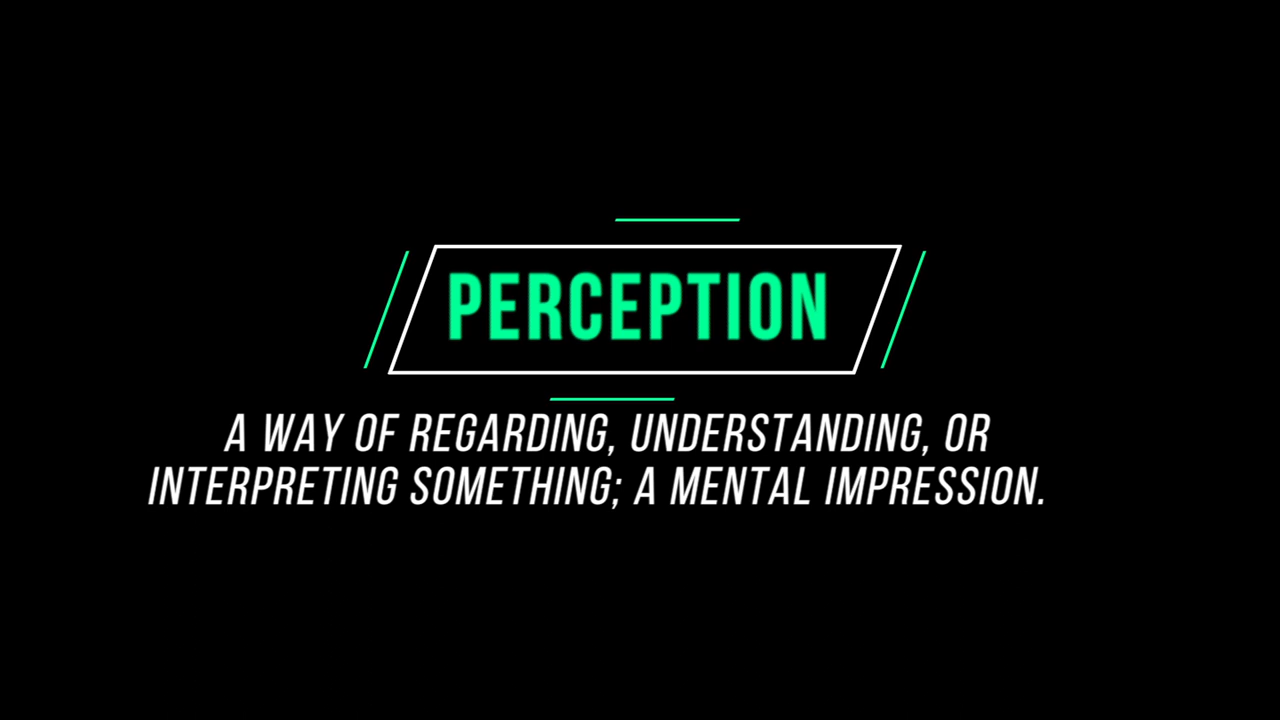 PERCEPTION
A WAY OF REGARDING, UNDERSTANDING, OR
INTERPRETING SOMETHING; A MENTAL IMPRESSION.